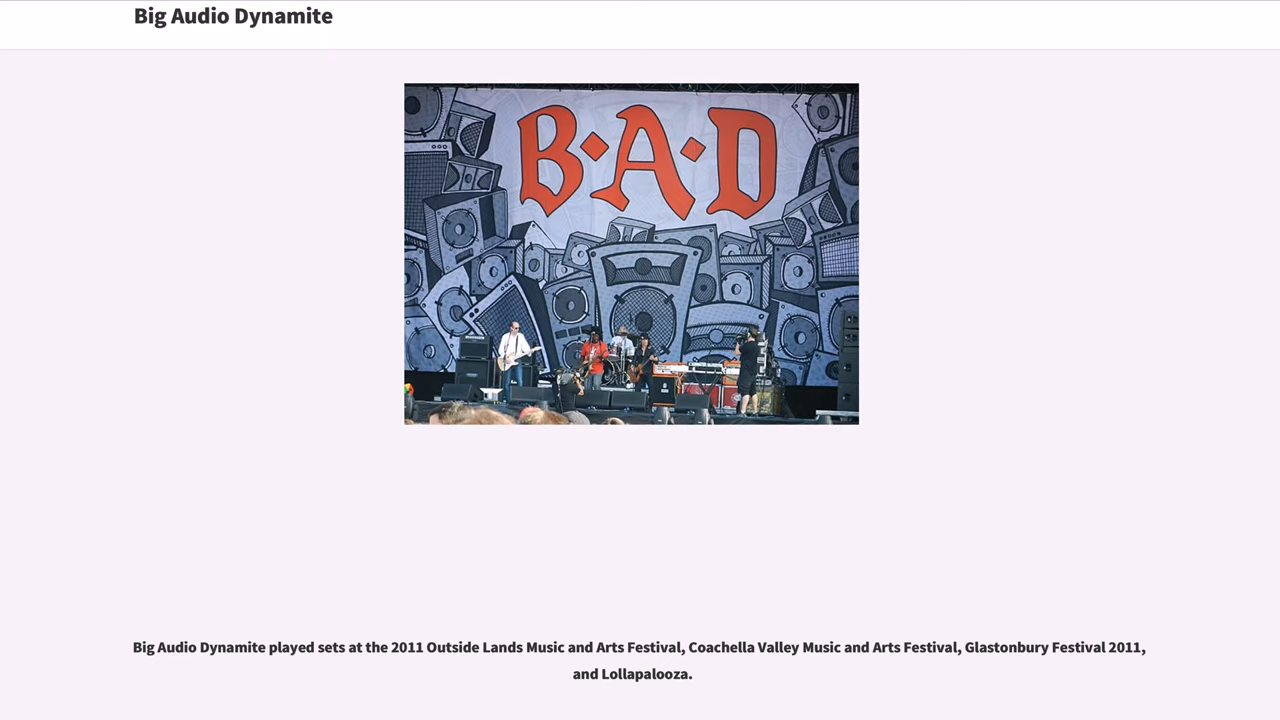 Big Audio Dynamite
B·A·D
Big Audio Dynamite played sets at the 2011 Outside Lands Music and Arts Festival, Coachella Valley Music and Arts Festival, Glastonbury Festival 2011,
and Lollapalooza.